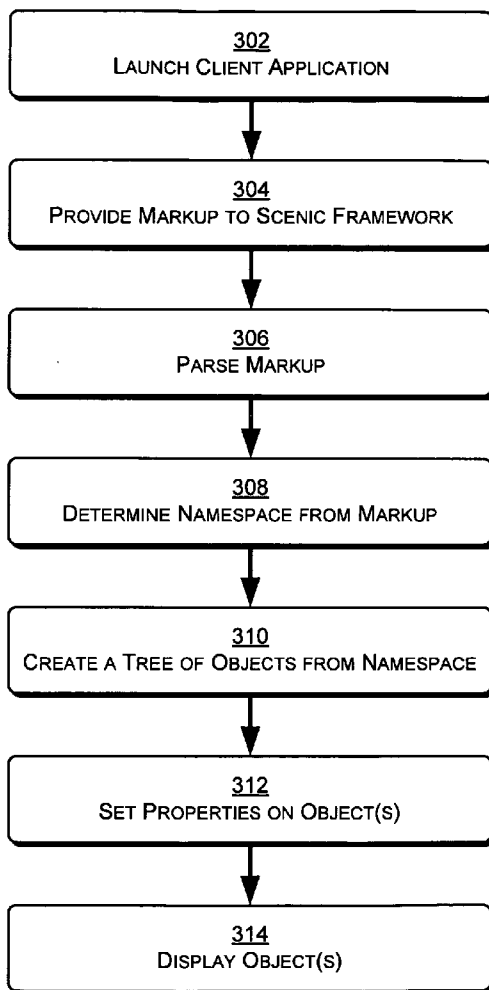 302
LAUNCH CLIENT APPLICATION
304
PROVIDE MARKUP TO SCENIC FRAMEWORK
306
PARSE MARKUP
308
DETERMINE NAMESPACE FROM MARKUP
310
CREATE A TREE OF OBJECTS FROM NAMESPACE
312
SET PROPERTIES ON OBJECT(S)
314
DISPLAY OBJECT(S)